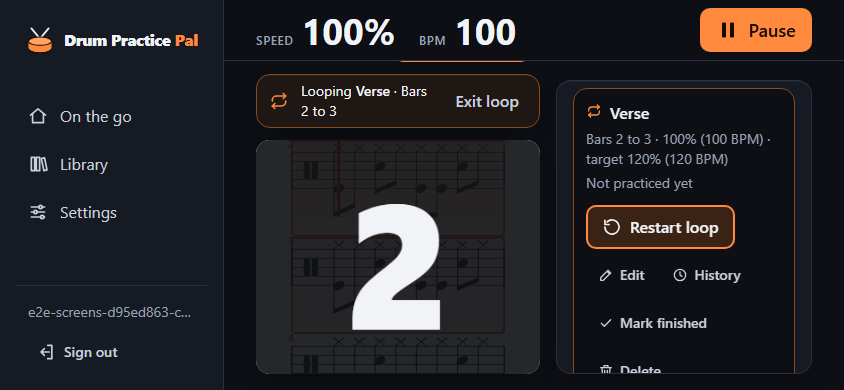 Drum Practice Pal
SPEED 100% BPM 100
Pause
On the go
Library
Settings
e2e-screens-d95ed863-c...
Sign out
Looping Verse · Bars
2 to 3
Exit loop
2
Verse
Bars 2 to 3 · 100% (100 BPM) ·
target 120% (120 BPM)
Not practiced yet
Restart loop
Edit
History
Mark finished
Delete